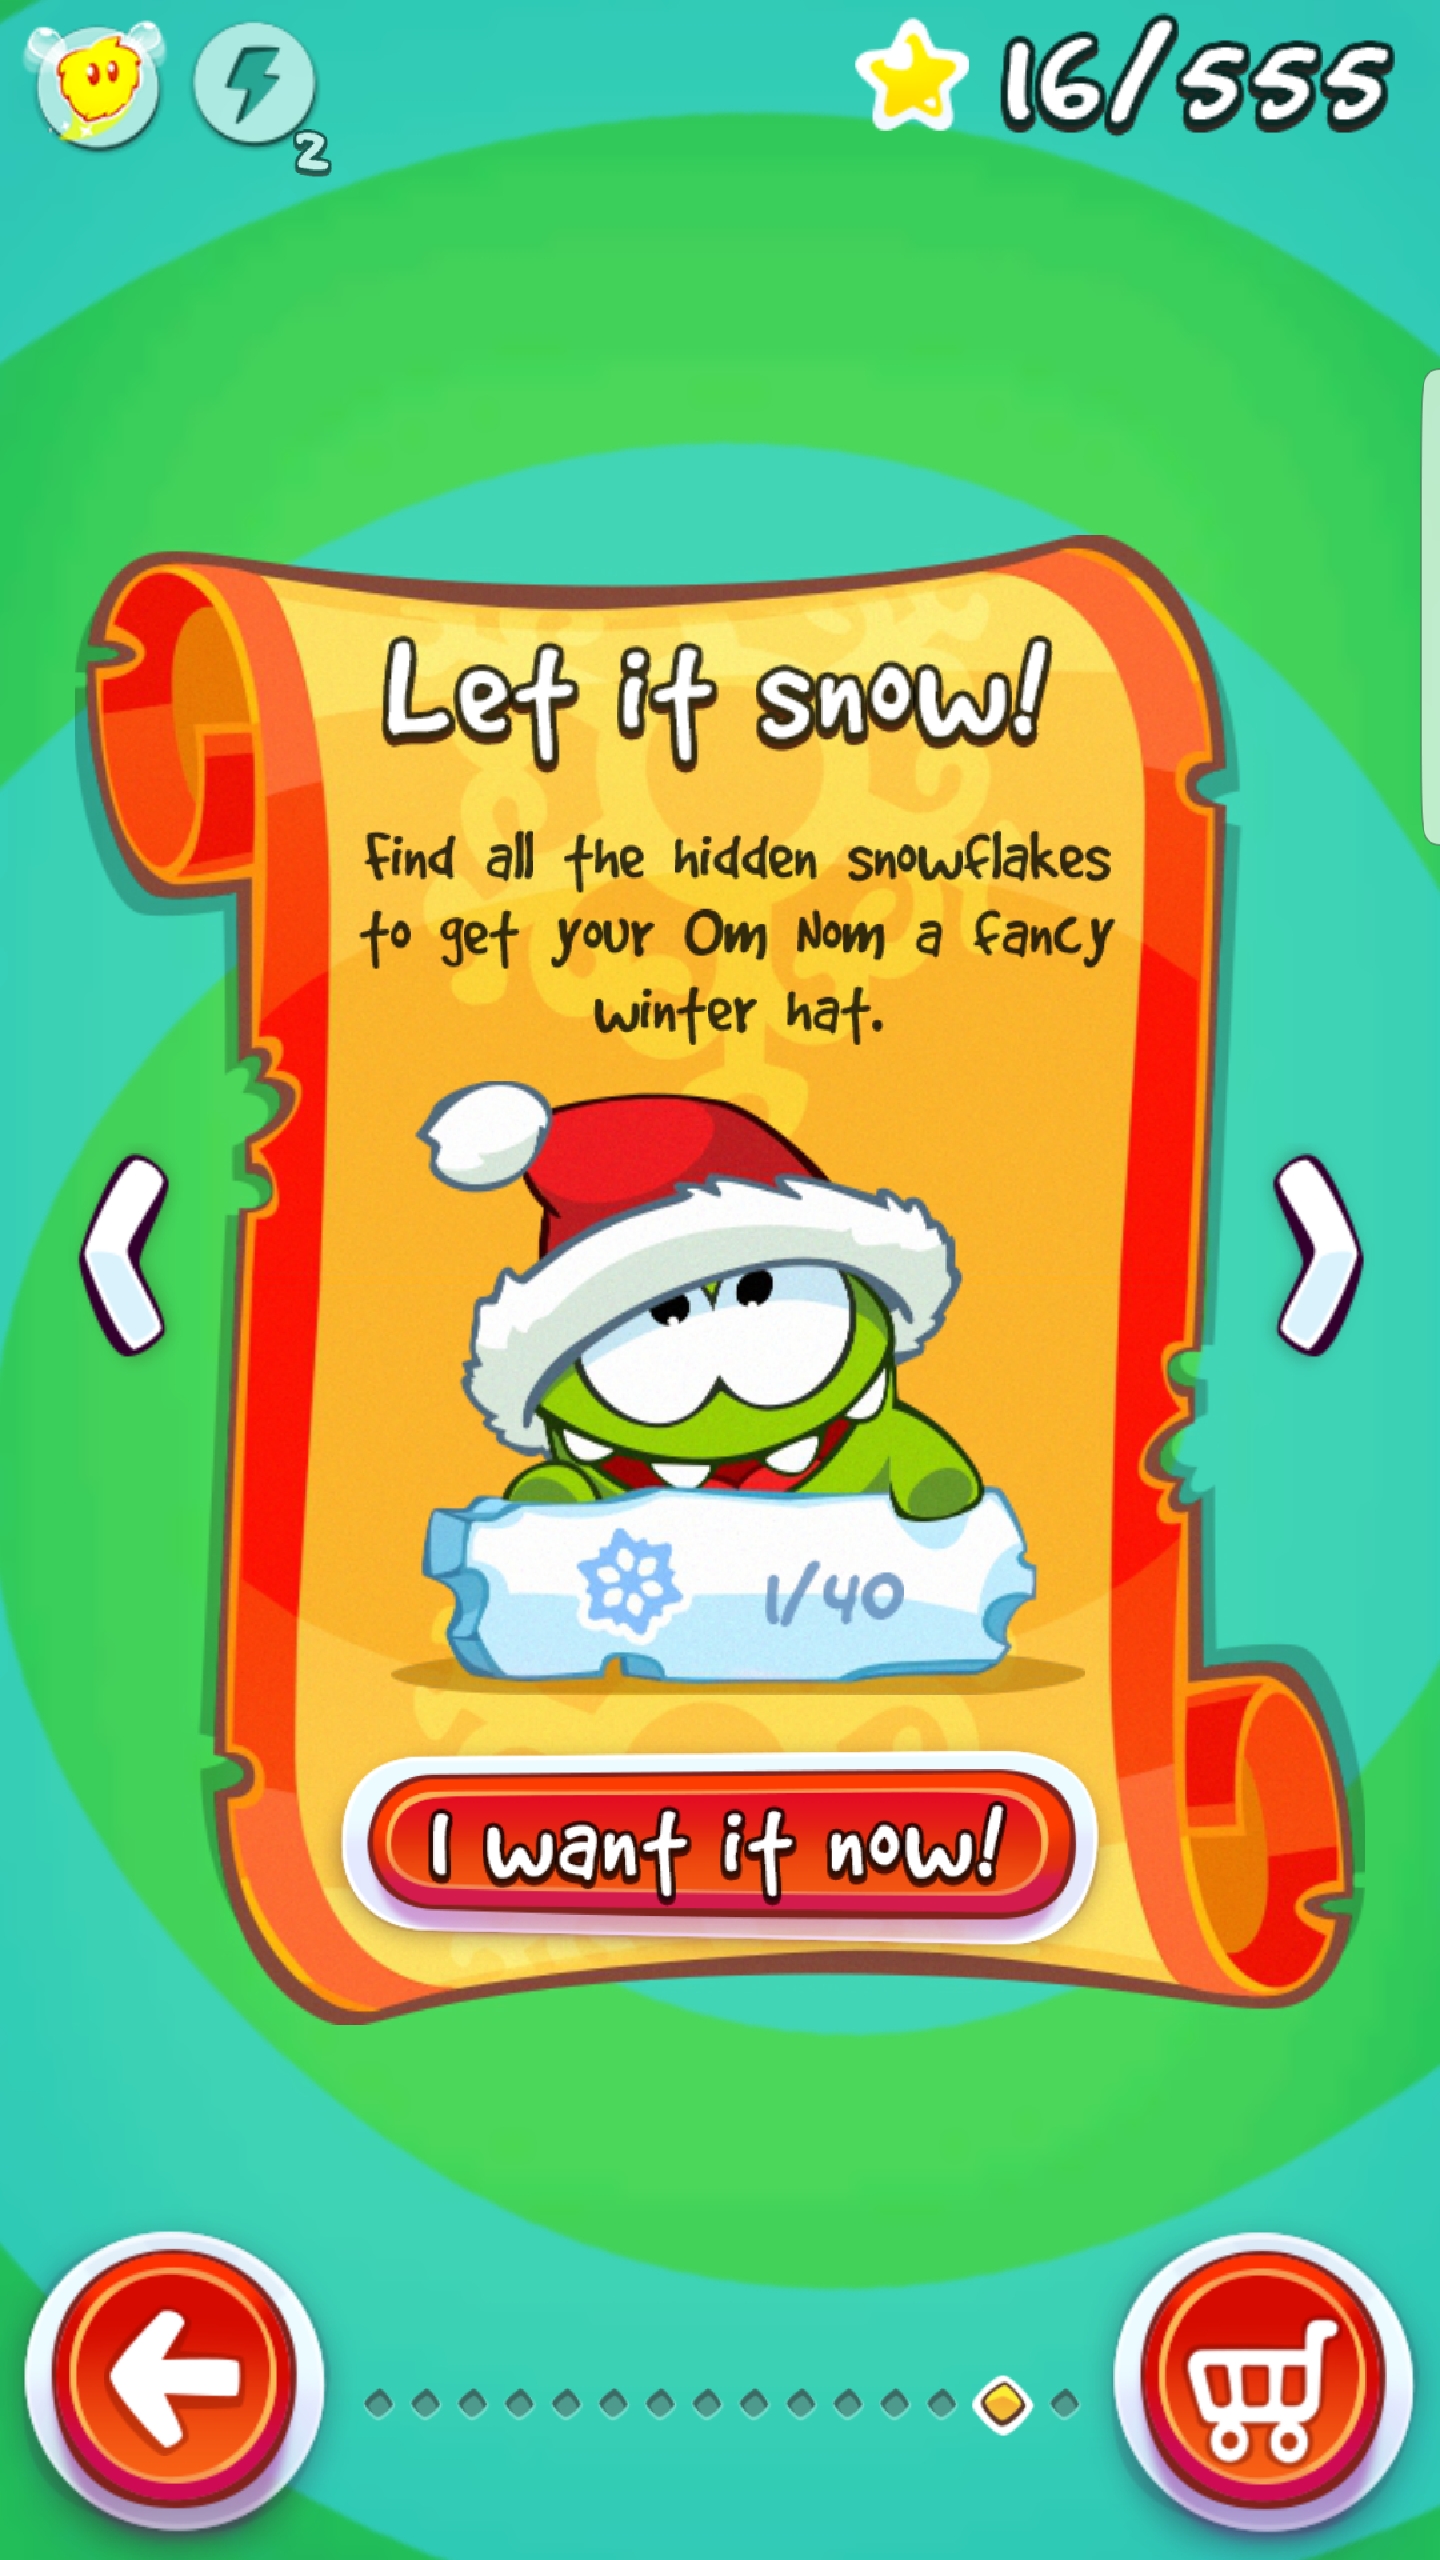 2
16/555
Let it snow!
Find all the hidden snowflakes
to get your Om Nom a fancy
winter hat.
1/40
I want it now!